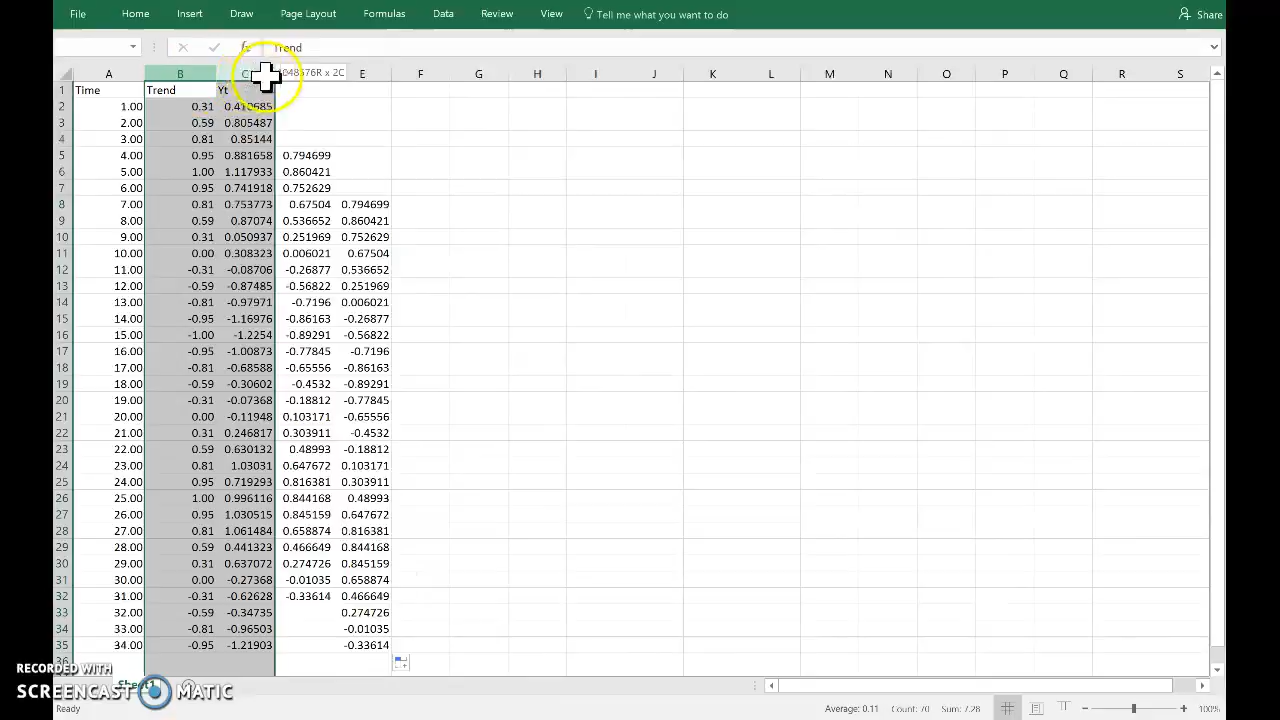 File Home Insert Draw Page Layout Formulas Data Review View Tell me what you want to do Share
fx Trend
A B C E F G H I J K L M N O P Q R S
1048576R x 2C
1 Time Trend Yt
2 1.00 0.31 0.410685
3 2.00 0.59 0.805487
4 3.00 0.81 0.85144
5 4.00 0.95 0.881658 0.794699
6 5.00 1.00 1.117933 0.860421
7 6.00 0.95 0.741918 0.752629
8 7.00 0.81 0.753773 0.67504 0.794699
9 8.00 0.59 0.87074 0.536652 0.860421
10 9.00 0.31 0.050937 0.251969 0.752629
11 10.00 0.00 0.308323 0.006021 0.67504
12 11.00 -0.31 -0.08706 -0.26877 0.536652
13 12.00 -0.59 -0.87485 -0.56822 0.251969
14 13.00 -0.81 -0.97971 -0.7196 0.006021
15 14.00 -0.95 -1.16976 -0.86163 -0.26877
16 15.00 -1.00 -1.2254 -0.89291 -0.56822
17 16.00 -0.95 -1.00873 -0.77845 -0.7196
18 17.00 -0.81 -0.68588 -0.65556 -0.86163
19 18.00 -0.59 -0.30602 -0.4532 -0.89291
20 19.00 -0.31 -0.07368 -0.18812 -0.77845
21 20.00 0.00 -0.11948 0.103171 -0.65556
22 21.00 0.31 0.246817 0.303911 -0.4532
23 22.00 0.59 0.630132 0.48993 -0.18812
24 23.00 0.81 1.03031 0.647672 0.103171
25 24.00 0.95 0.719293 0.816381 0.303911
26 25.00 1.00 0.996116 0.844168 0.48993
27 26.00 0.95 1.030515 0.845159 0.647672
28 27.00 0.81 1.061484 0.658874 0.816381
29 28.00 0.59 0.441323 0.466649 0.844168
30 29.00 0.31 0.637072 0.274726 0.845159
31 30.00 0.00 -0.27368 -0.01035 0.658874
32 31.00 -0.31 -0.62628 -0.33614 0.466649
33 32.00 -0.59 -0.34735 0.274726
34 33.00 -0.81 -0.96503 -0.01035
35 34.00 -0.95 -1.21903 -0.33614
36
RECORDED WITH
Sheet1
SCREENCAST MATIC
Ready Average: 0.11 Count: 70 Sum: 7.28 100%